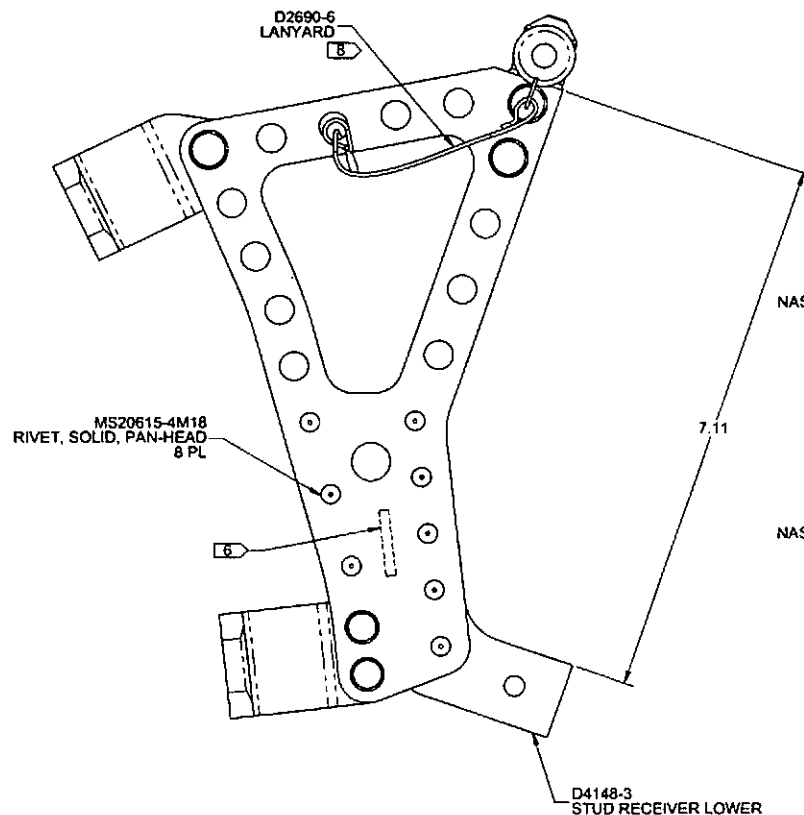 D2690-6
LANYARD
8
NAS
7.11
MS20615-4M18
RIVET, SOLID, PAN-HEAD
8 PL
NAS
6
D4148-3
STUD RECEIVER LOWER